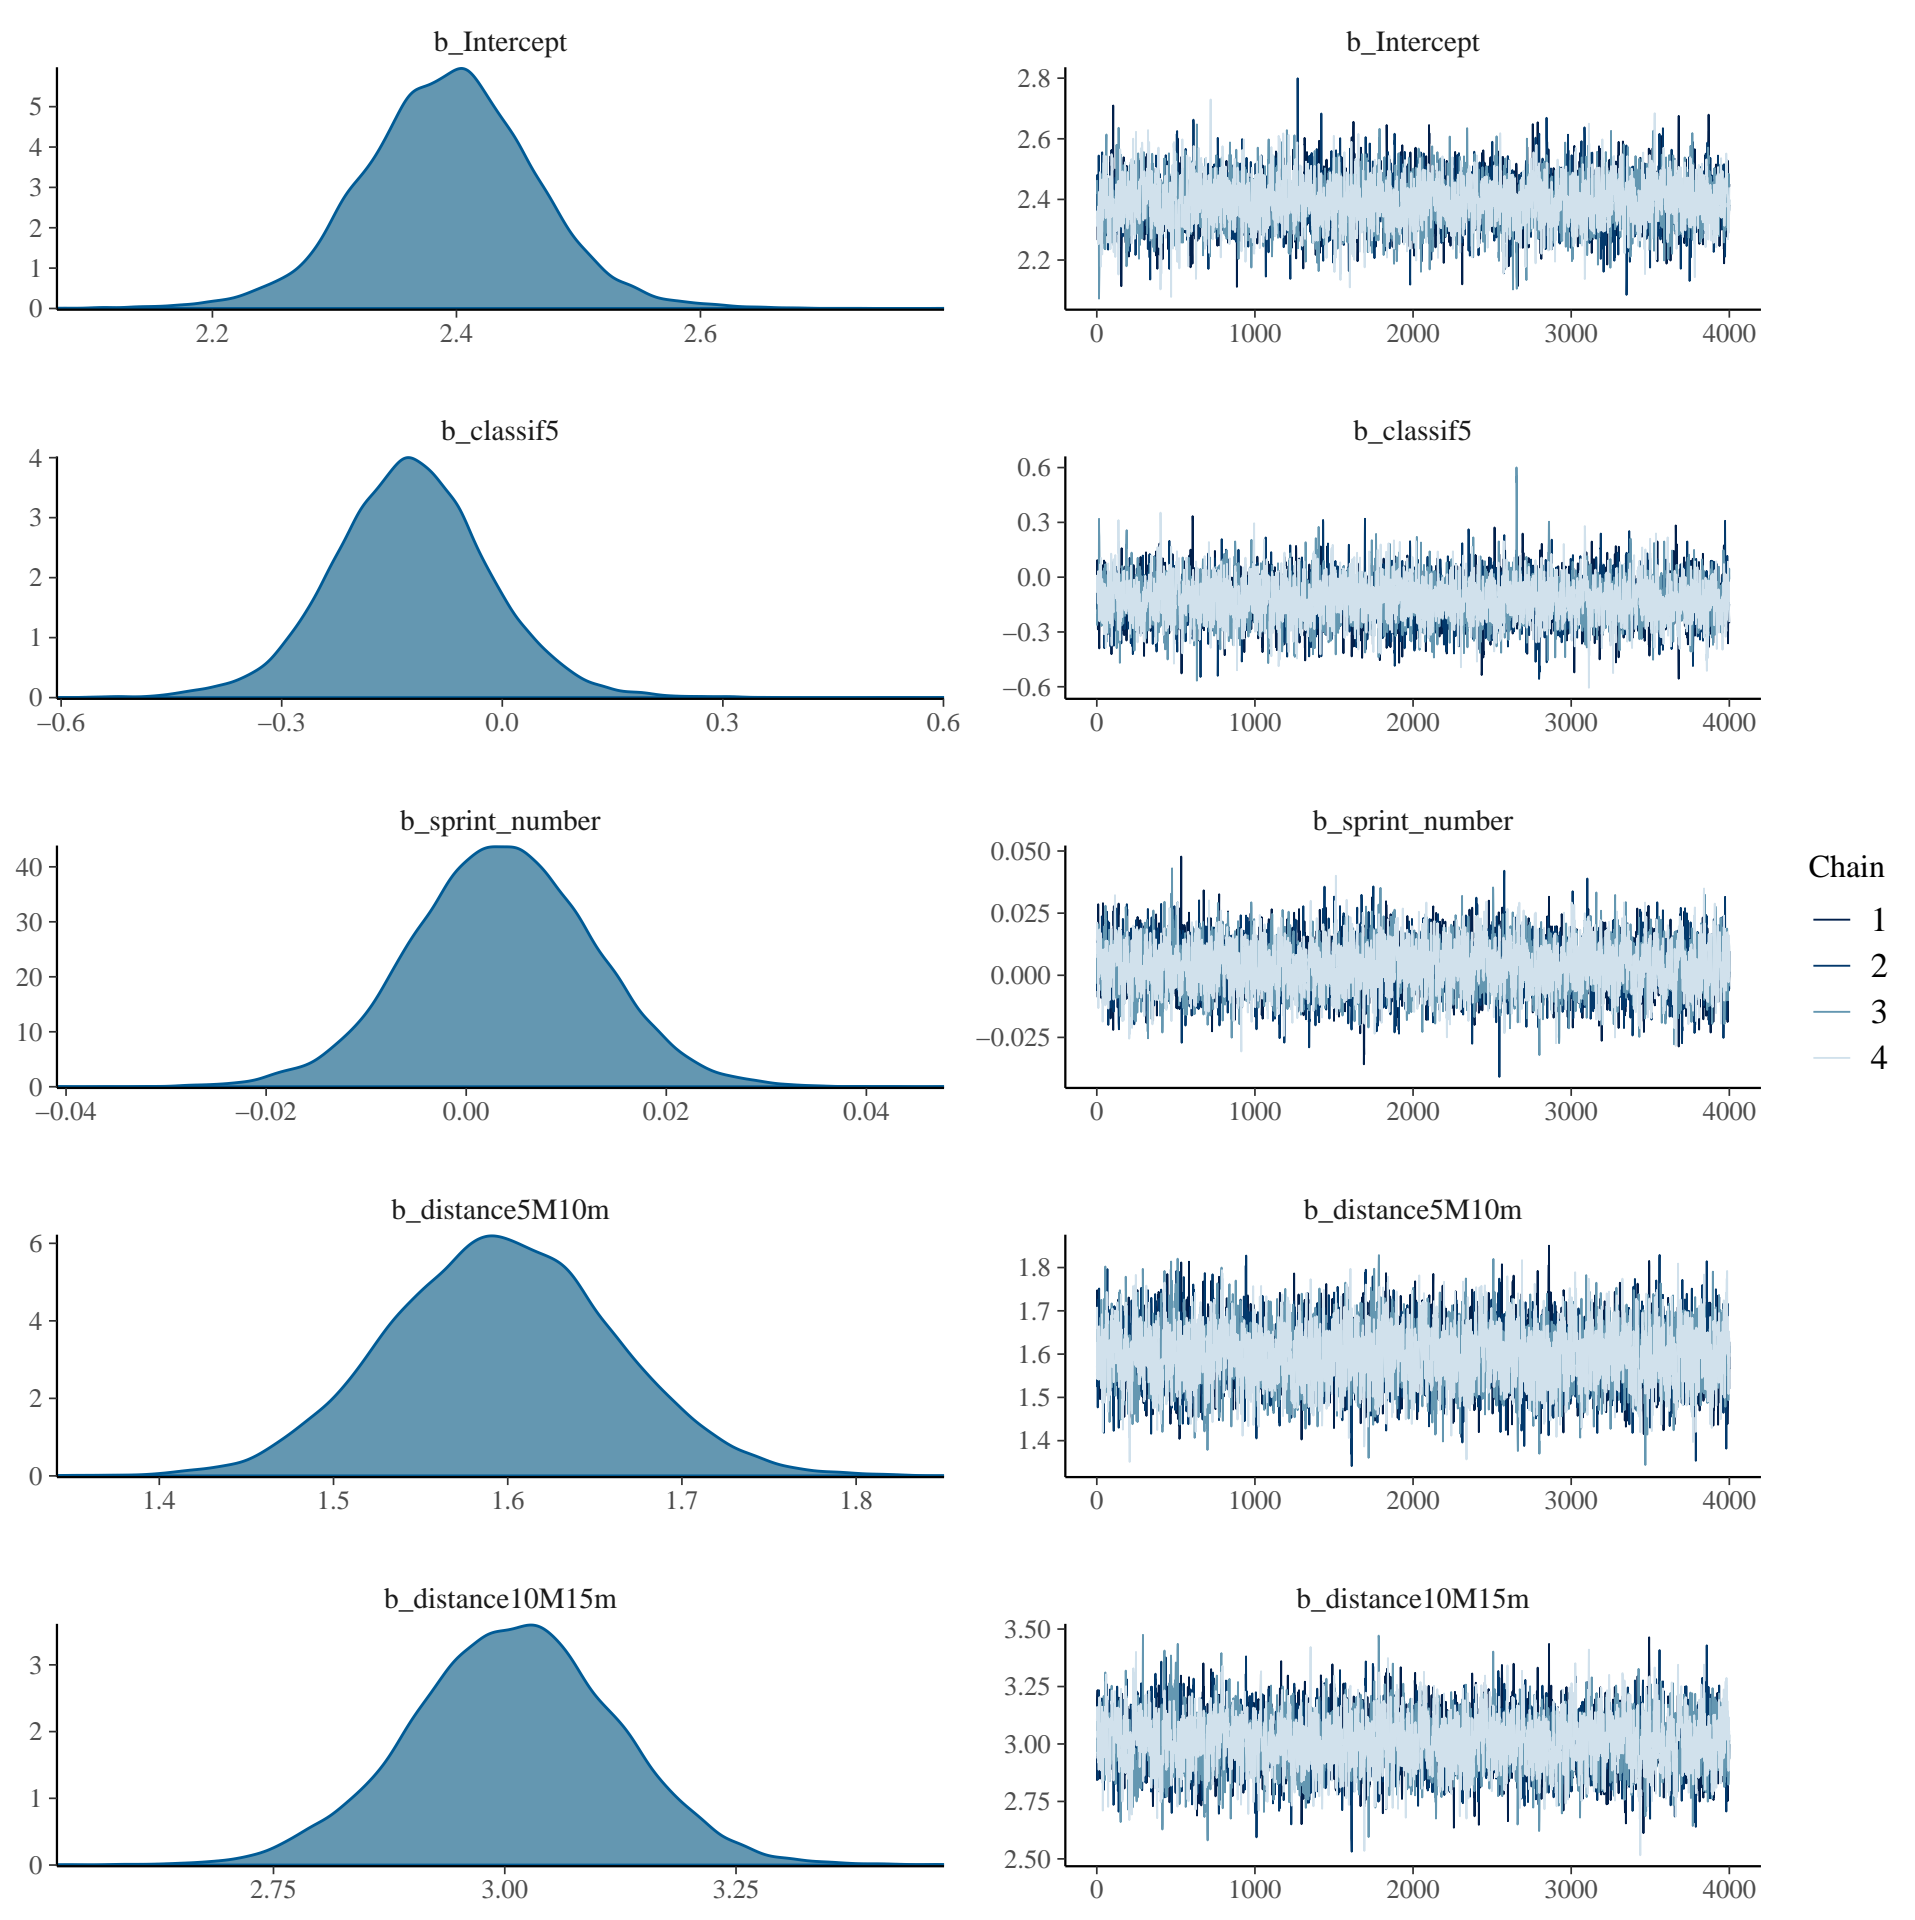 b_Intercept
5
4
3
2
1
0
2.2 2.4 2.6
b_Intercept
2.8
2.6
2.4
2.2
0 1000 2000 3000 4000
b_classif5
4
3
2
1
0
−0.6 −0.3 0.0 0.3 0.6
b_classif5
0.6
0.3
0.0
−0.3
−0.6
0 1000 2000 3000 4000
b_sprint_number
40
30
20
10
0
−0.04 −0.02 0.00 0.02 0.04
b_sprint_number
0.050
0.025
0.000
−0.025
0 1000 2000 3000 4000
Chain
1
2
3
4
b_distance5M10m
6
4
2
0
1.4 1.5 1.6 1.7 1.8
b_distance5M10m
1.8
1.7
1.6
1.5
1.4
0 1000 2000 3000 4000
b_distance10M15m
3
2
1
0
2.75 3.00 3.25
b_distance10M15m
3.50
3.25
3.00
2.75
2.50
0 1000 2000 3000 4000